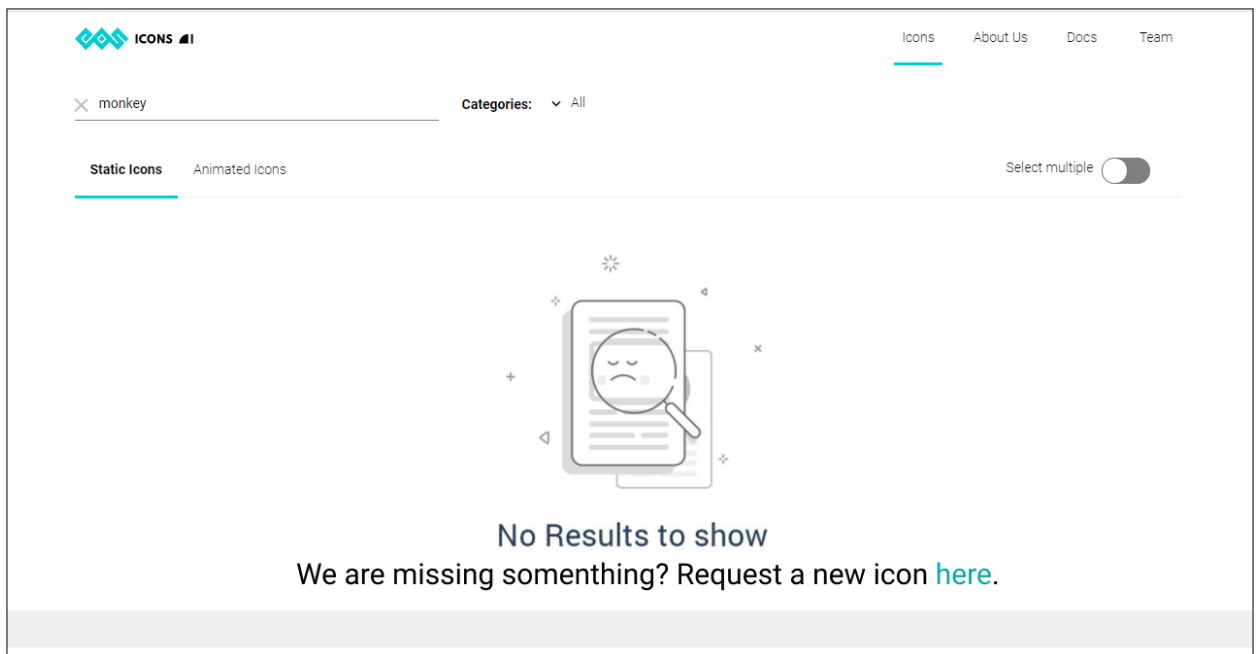 EOS ICONS
Icons About Us Docs Team
monkey
Categories: All
Static Icons Animated Icons
Select multiple
No Results to show
We are missing somenthing? Request a new icon here.